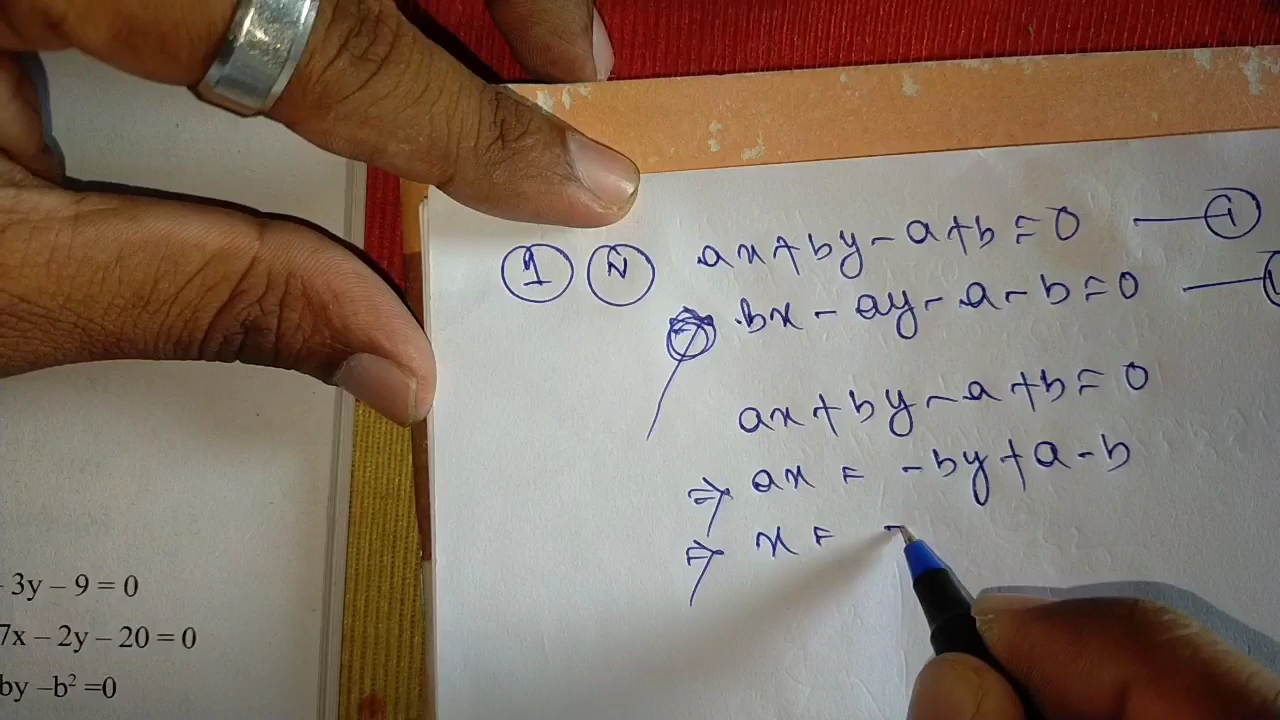 1 ax+by-a+b=0 — 1
bx-ay-a-b=0 —
ax+by-a+b=0
⇒ ax = -by+a-b
⇒ x = -
3y – 9 = 0
7x – 2y – 20 = 0
by –b² =0